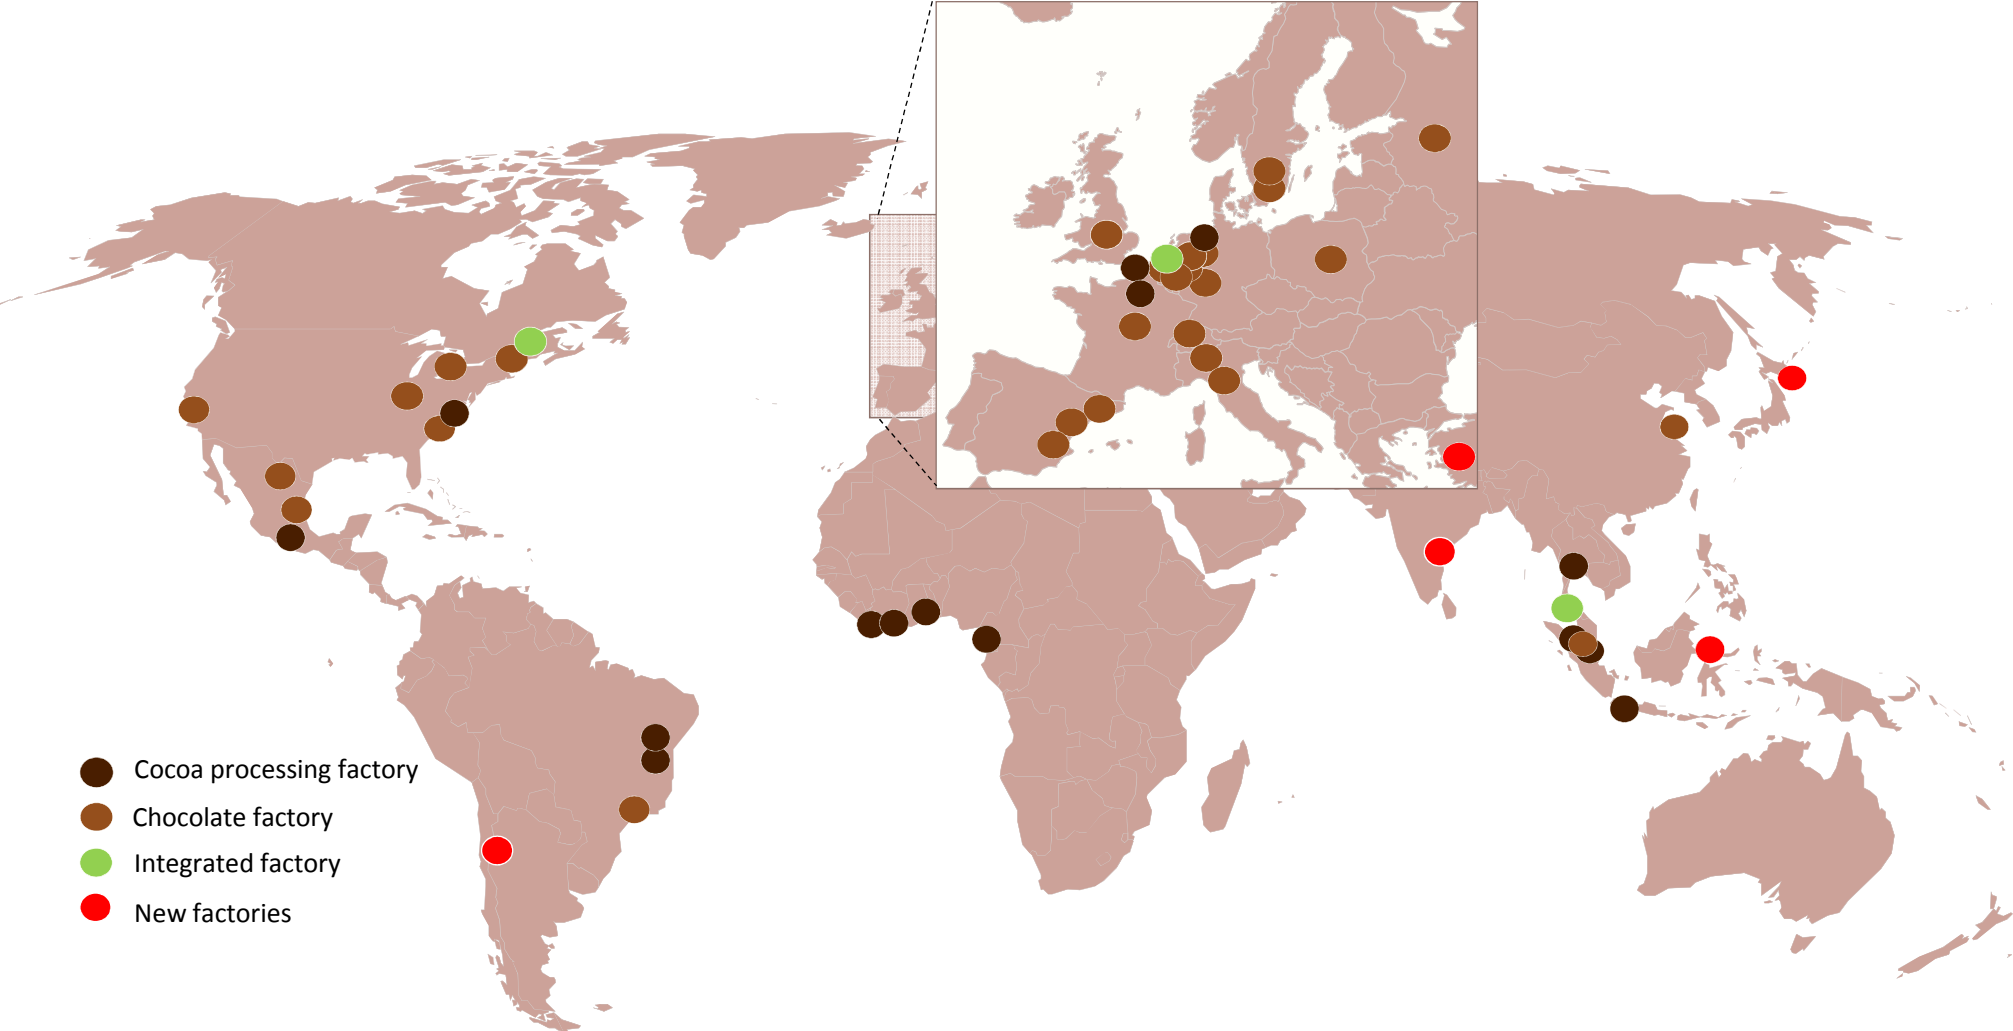 Cocoa processing factory
Chocolate factory
Integrated factory
New factories